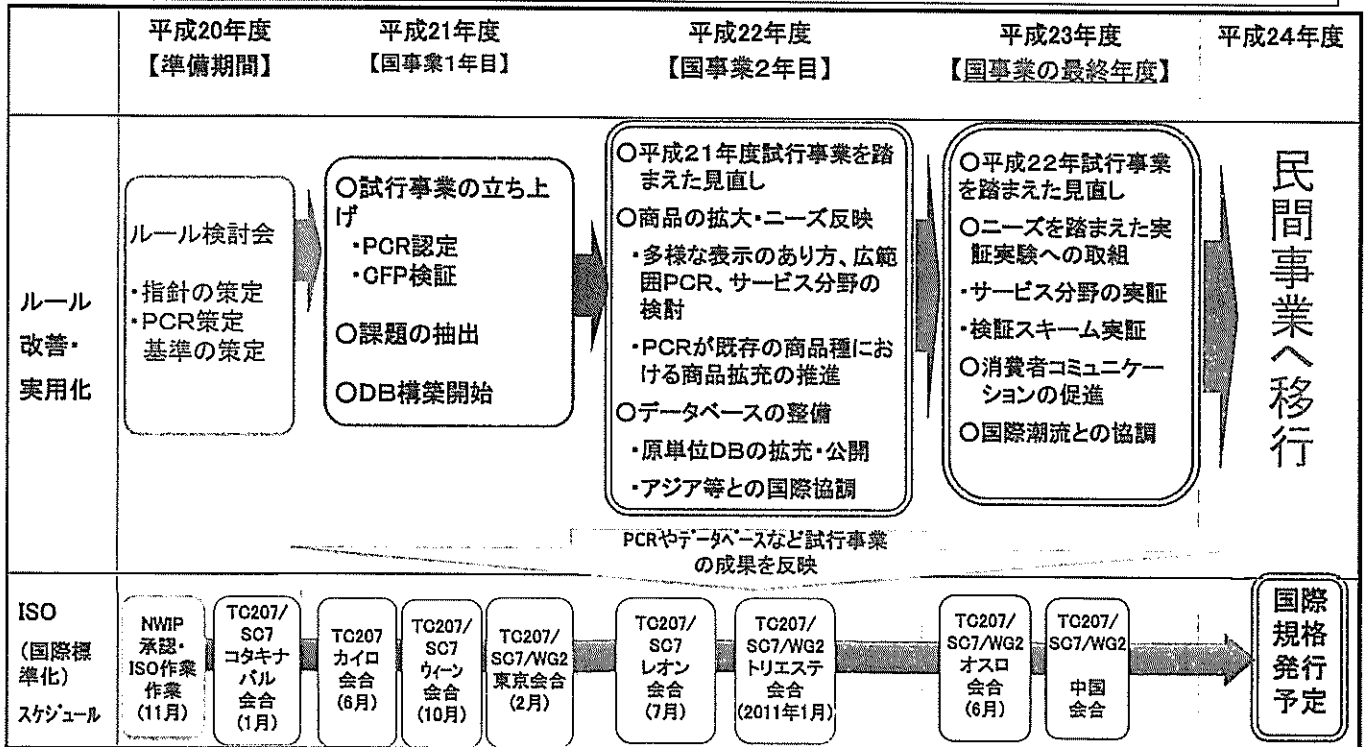 平成20年度
【準備期間】
平成21年度
【国事業1年目】
平成22年度
【国事業2年目】
平成23年度
【国事業の最終年度】
平成24年度
ルール
改善・
実用化
ルール検討会
・指針の策定
・PCR策定
基準の策定
○試行事業の立ち上
げ
・PCR認定
・CFP検証
○課題の抽出
○DB構築開始
○平成21年度試行事業を踏
まえた見直し
○商品の拡大・ニーズ反映
・多様な表示のあり方、広範
囲PCR、サービス分野の
検討
・PCRが既存の商品種にお
ける商品拡充の推進
○データベースの整備
・原単位DBの拡充・公開
・アジア等との国際協調
○平成22年試行事業
を踏まえた見直し
○ニーズを踏まえた実
証実験への取組
・サービス分野の実証
・検証スキーム実証
○消費者コミュニケー
ションの促進
○国際潮流との協調
民間事業へ移行
PCRやデータベースなど試行事業
の成果を反映
ISO
(国際標
準化)
スケジュール
NWIP
承認・
ISO作業
作業
(11月)
TC207/
SC7
コタキナ
バル
会合
(1月)
TC207
カイロ
会合
(6月)
TC207/
SC7
ウィーン
会合
(10月)
TC207/
SC7/WG2
東京会合
(2月)
TC207/
SC7
レオン
会合
(7月)
TC207/
SC7/WG2
トリエステ
会合
(2011年1月)
TC207/
SC7/WG2
オスロ
会合
(6月)
TC207/
SC7/WG2
中国
会合
国際
規格
発行
予定